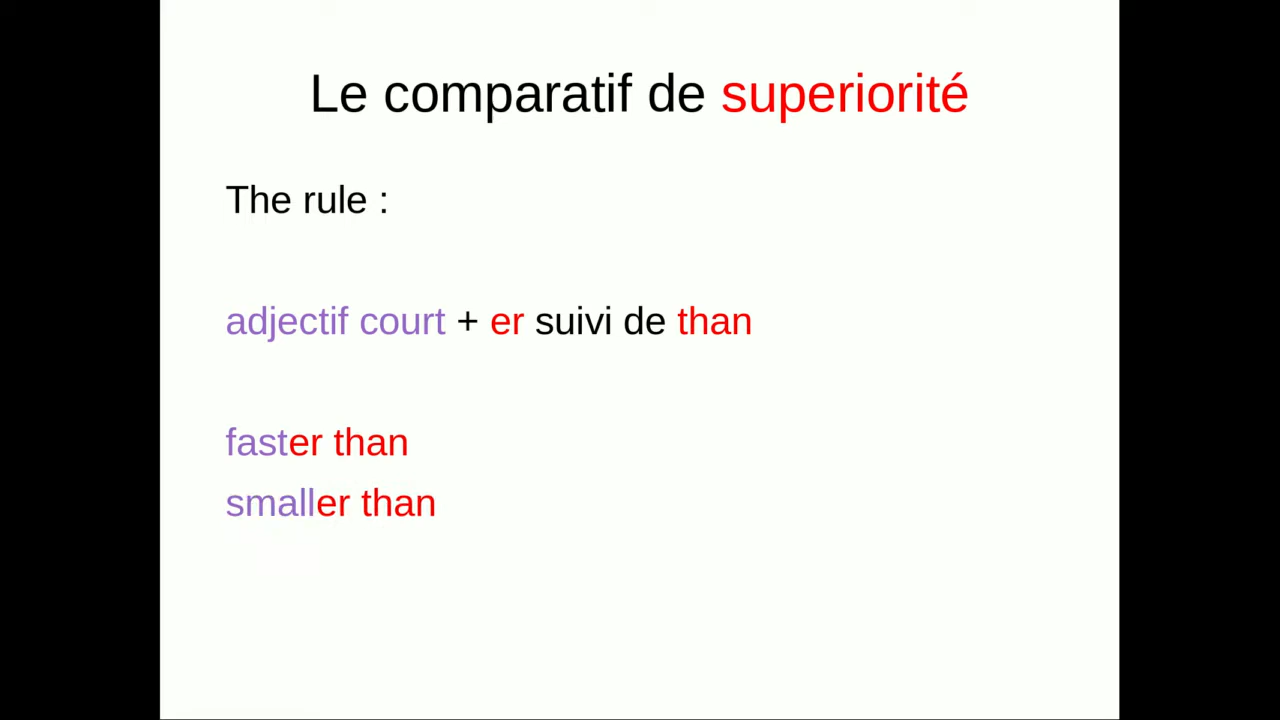 Le comparatif de superiorité
The rule :
adjectif court + er suivi de than
faster than
smaller than